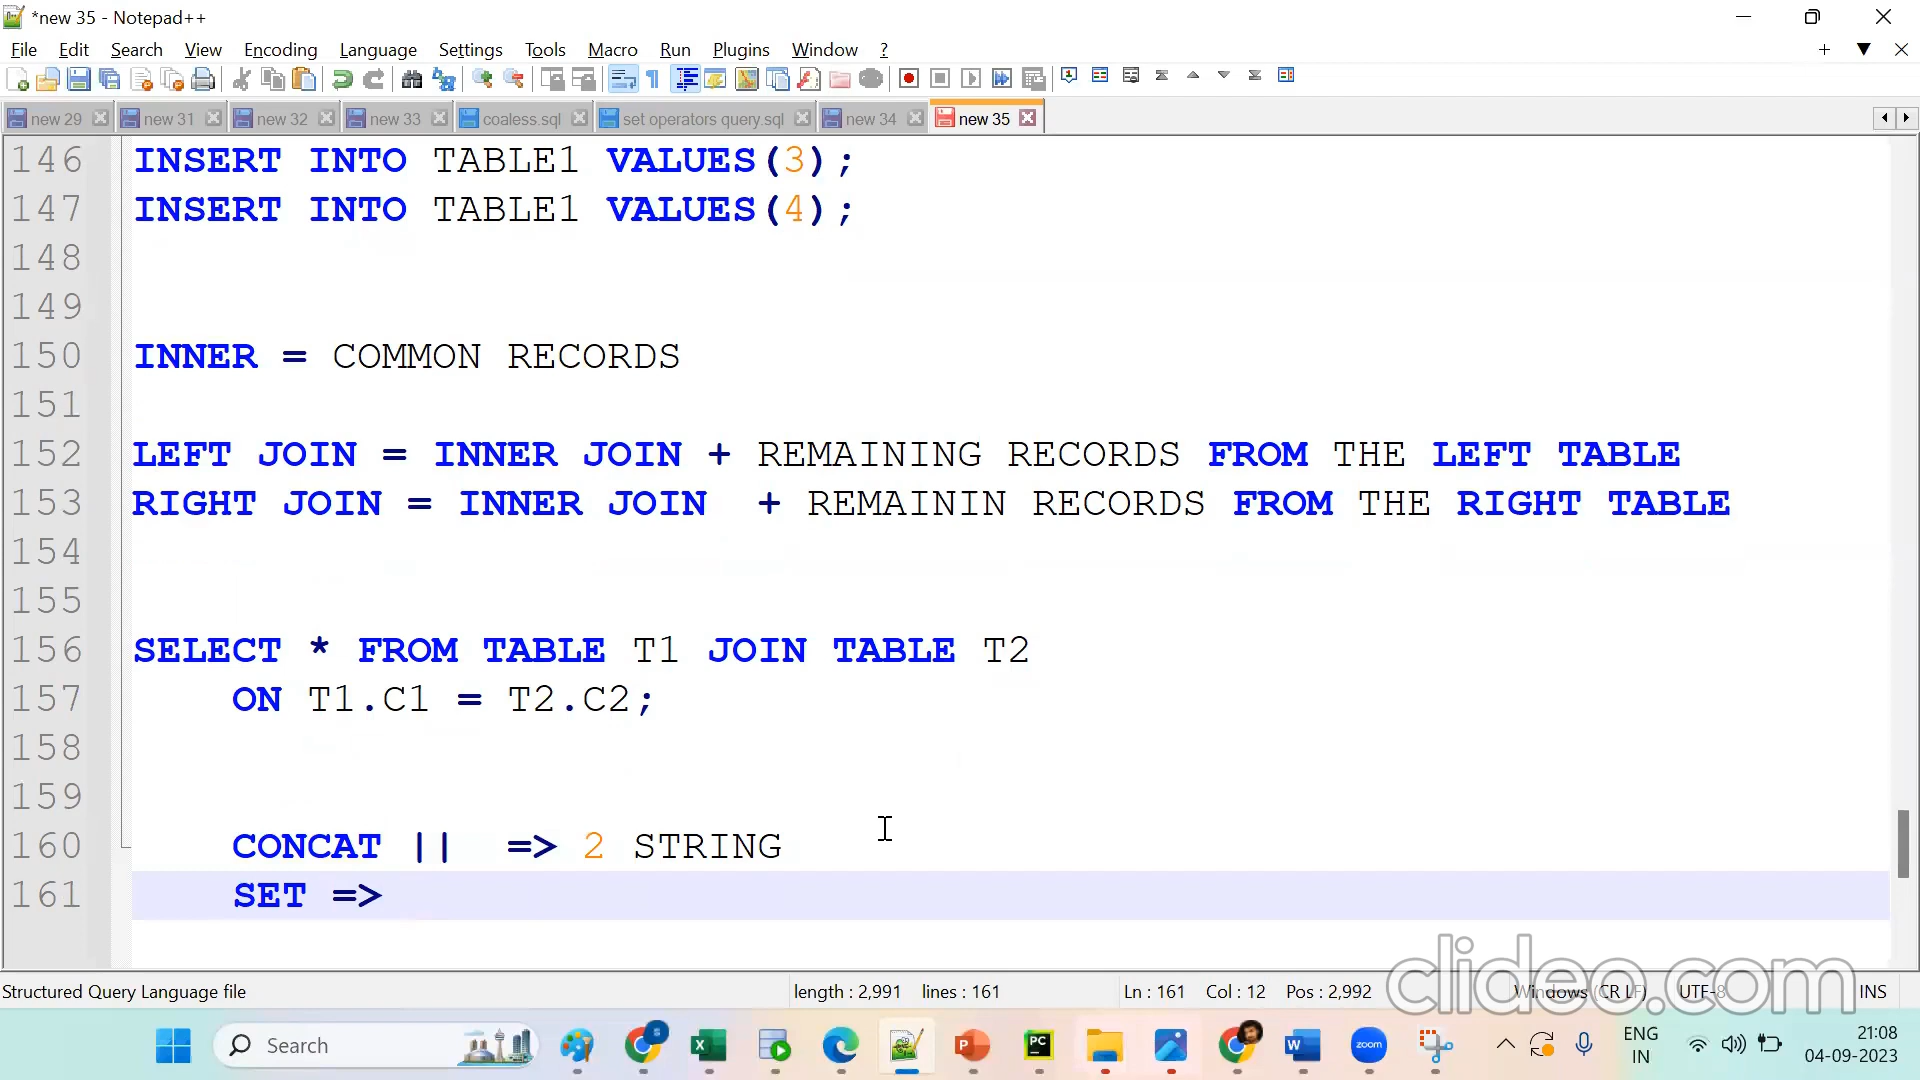 *new 35 - Notepad++
File Edit Search View Encoding Language Settings Tools Macro Run Plugins Window ?
new 29 new 31 new 32 new 33 coaless.sql set operators query.sql new 34 new 35
146 INSERT INTO TABLE1 VALUES(3);
147 INSERT INTO TABLE1 VALUES(4);
148
149
150 INNER = COMMON RECORDS
151
152 LEFT JOIN = INNER JOIN + REMAINING RECORDS FROM THE LEFT TABLE
153 RIGHT JOIN = INNER JOIN  + REMAININ RECORDS FROM THE RIGHT TABLE
154
155
156 SELECT * FROM TABLE T1 JOIN TABLE T2
157     ON T1.C1 = T2.C2;
158
159
160     CONCAT ||  => 2 STRING
161     SET =>
clideo.com
Structured Query Language file length : 2,991 lines : 161 Ln : 161 Col : 12 Pos : 2,992 Windows (CR LF) UTF-8 INS
Search PC zoom ENG 21:08
IN 04-09-2023